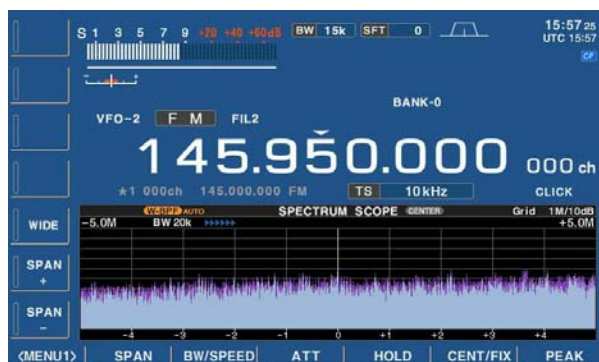 S 1 3 5 7 9 +20 +40 +60dB BW 15k SFT 0 15:57 25
UTC 15:57
CF
BANK-0
VFO-2 F M FIL2
145.950.000 000 ch
★1 000ch 145.000.000 FM TS 10kHz CLICK
W-BPF AUTO SPECTRUM SCOPE CENTER Grid 1M/10dB
WIDE -5.0M BW 20k +5.0M
SPAN
+
SPAN
-
-4 -3 -2 -1 0 +1 +2 +3 +4
<MENU1> SPAN BW/SPEED ATT HOLD CENT/FIX PEAK